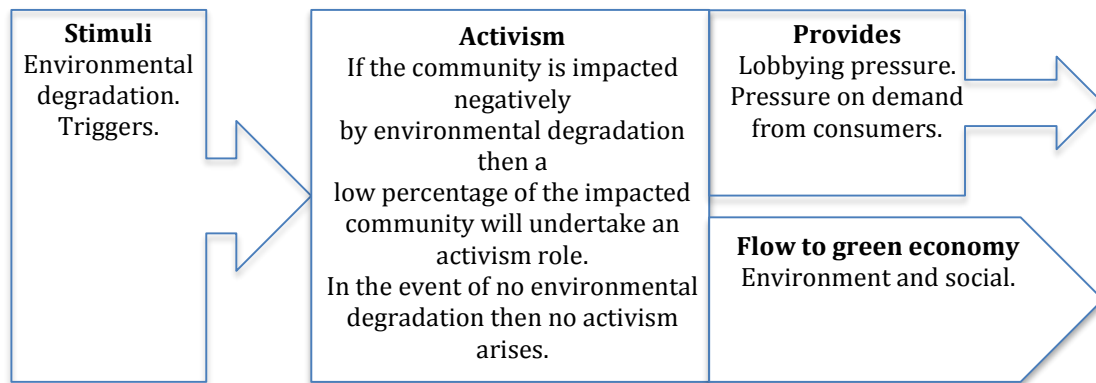 Stimuli
Environmental
degradation.
Triggers.
Activism
If the community is impacted
negatively
by environmental degradation
then a
low percentage of the impacted
community will undertake an
activism role.
In the event of no environmental
degradation then no activism
arises.
Provides
Lobbying pressure.
Pressure on demand
from consumers.
Flow to green economy
Environment and social.